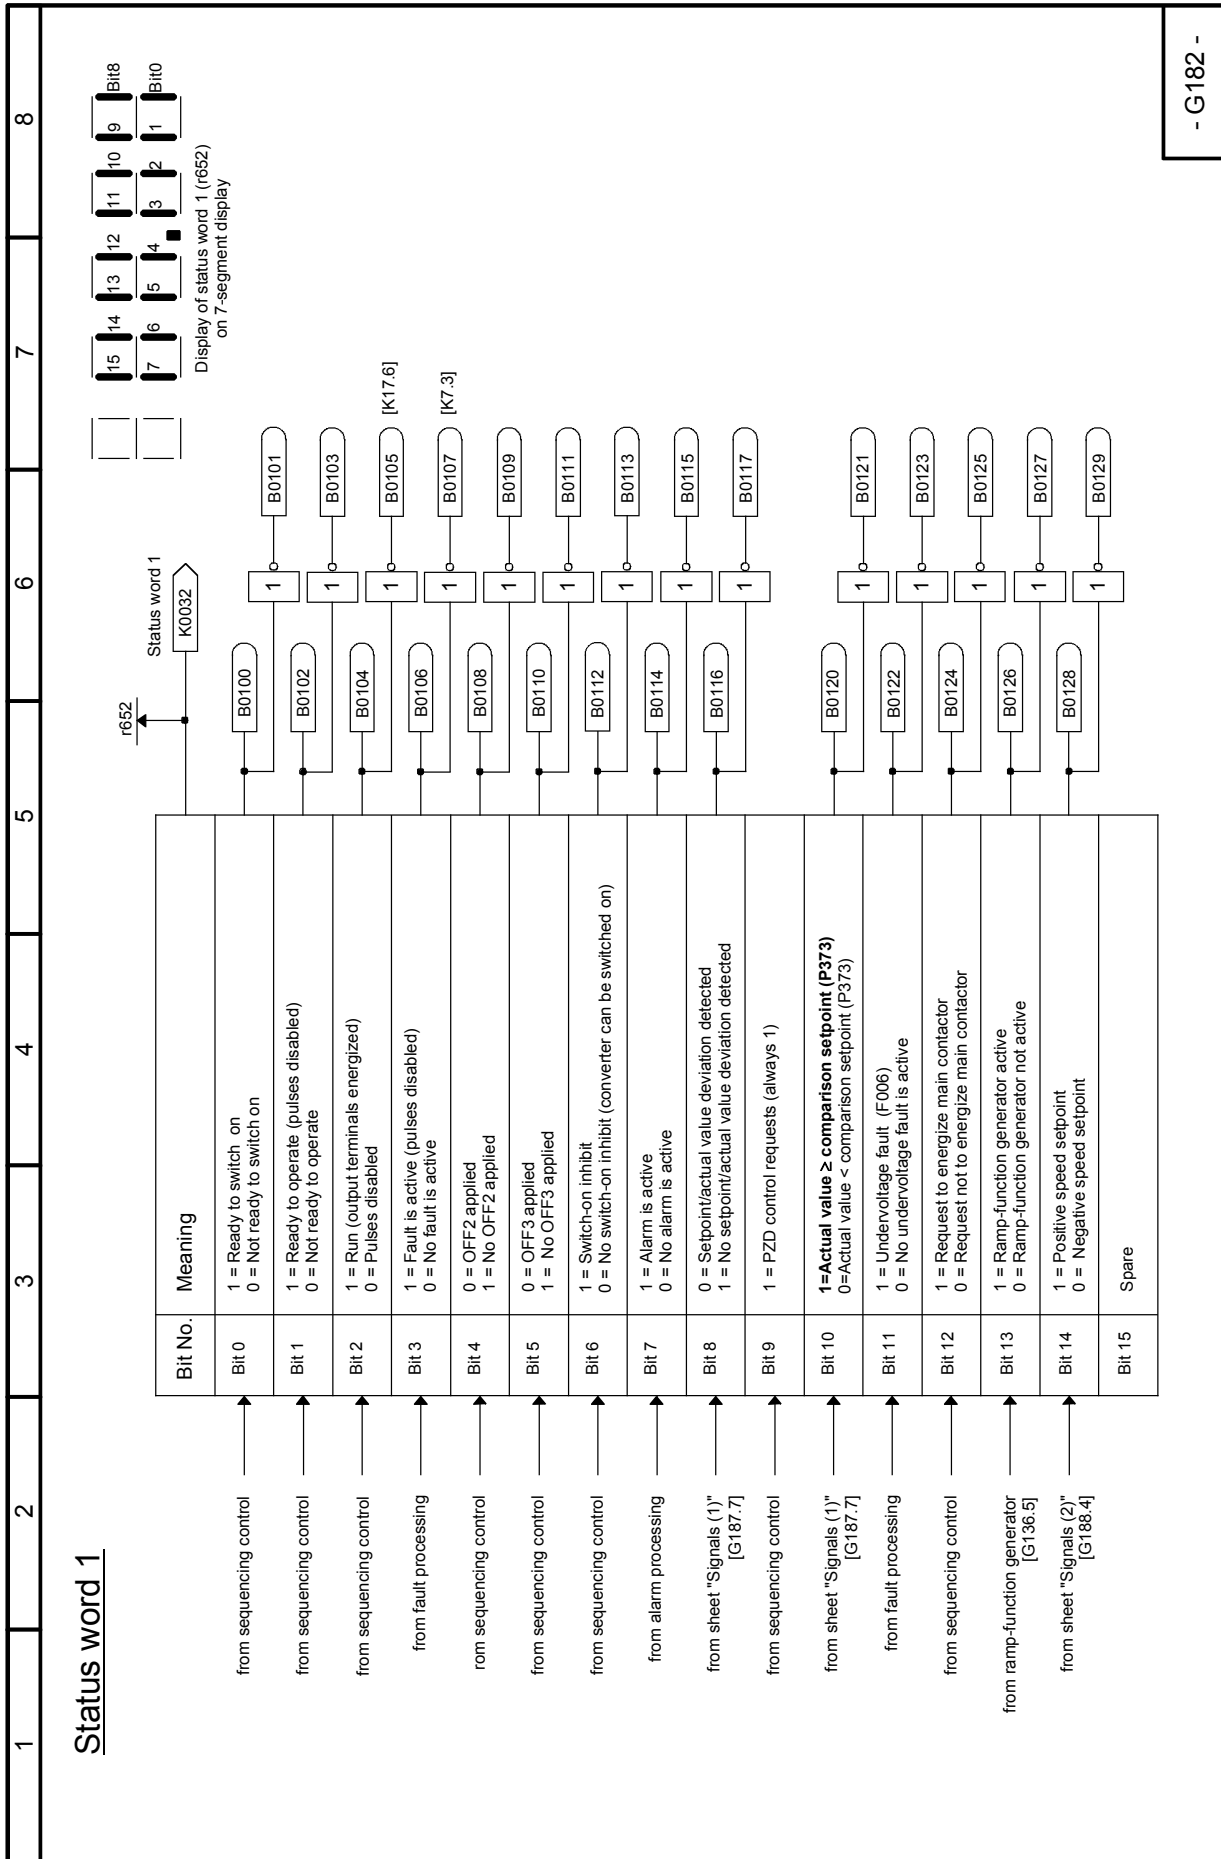 1 2 3 4 5 6 7 8
Status word 1
r652
Status word 1
K0032
15 14 13 12 11 10 9 Bit8
7 6 5 4 3 2 1 Bit0
Display of status word 1 (r652)
on 7-segment display
Bit No. Meaning
from sequencing control
Bit 0
1 = Ready to switch on
0 = Not ready to switch on
B0100
1
B0101
from sequencing control
Bit 1
1 = Ready to operate (pulses disabled)
0 = Not ready to operate
B0102
1
B0103
from sequencing control
Bit 2
1 = Run (output terminals energized)
0 = Pulses disabled
B0104
1
B0105
[K17.6]
from fault processing
Bit 3
1 = Fault is active (pulses disabled)
0 = No fault is active
B0106
1
B0107
[K7.3]
rom sequencing control
Bit 4
0 = OFF2 applied
1 = No OFF2 applied
B0108
1
B0109
from sequencing control
Bit 5
0 = OFF3 applied
1 = No OFF3 applied
B0110
1
B0111
from sequencing control
Bit 6
1 = Switch-on inhibit
0 = No switch-on inhibit (converter can be switched on)
B0112
1
B0113
from alarm processing
Bit 7
1 = Alarm is active
0 = No alarm is active
B0114
1
B0115
from sheet "Signals (1)"
[G187.7]
Bit 8
0 = Setpoint/actual value deviation detected
1 = No setpoint/actual value deviation detected
B0116
1
B0117
from sequencing control
Bit 9
1 = PZD control requests (always 1)
from sheet "Signals (1)"
[G187.7]
Bit 10
1=Actual value ≥ comparison setpoint (P373)
0=Actual value < comparison setpoint (P373)
B0120
1
B0121
from fault processing
Bit 11
1 = Undervoltage fault (F006)
0 = No undervoltage fault is active
B0122
1
B0123
from sequencing control
Bit 12
1 = Request to energize main contactor
0 = Request not to energize main contactor
B0124
1
B0125
from ramp-function generator
[G136.5]
Bit 13
1 = Ramp-function generator active
0 = Ramp-function generator not active
B0126
1
B0127
from sheet "Signals (2)"
[G188.4]
Bit 14
1 = Positive speed setpoint
0 = Negative speed setpoint
B0128
1
B0129
Bit 15
Spare
- G182 -